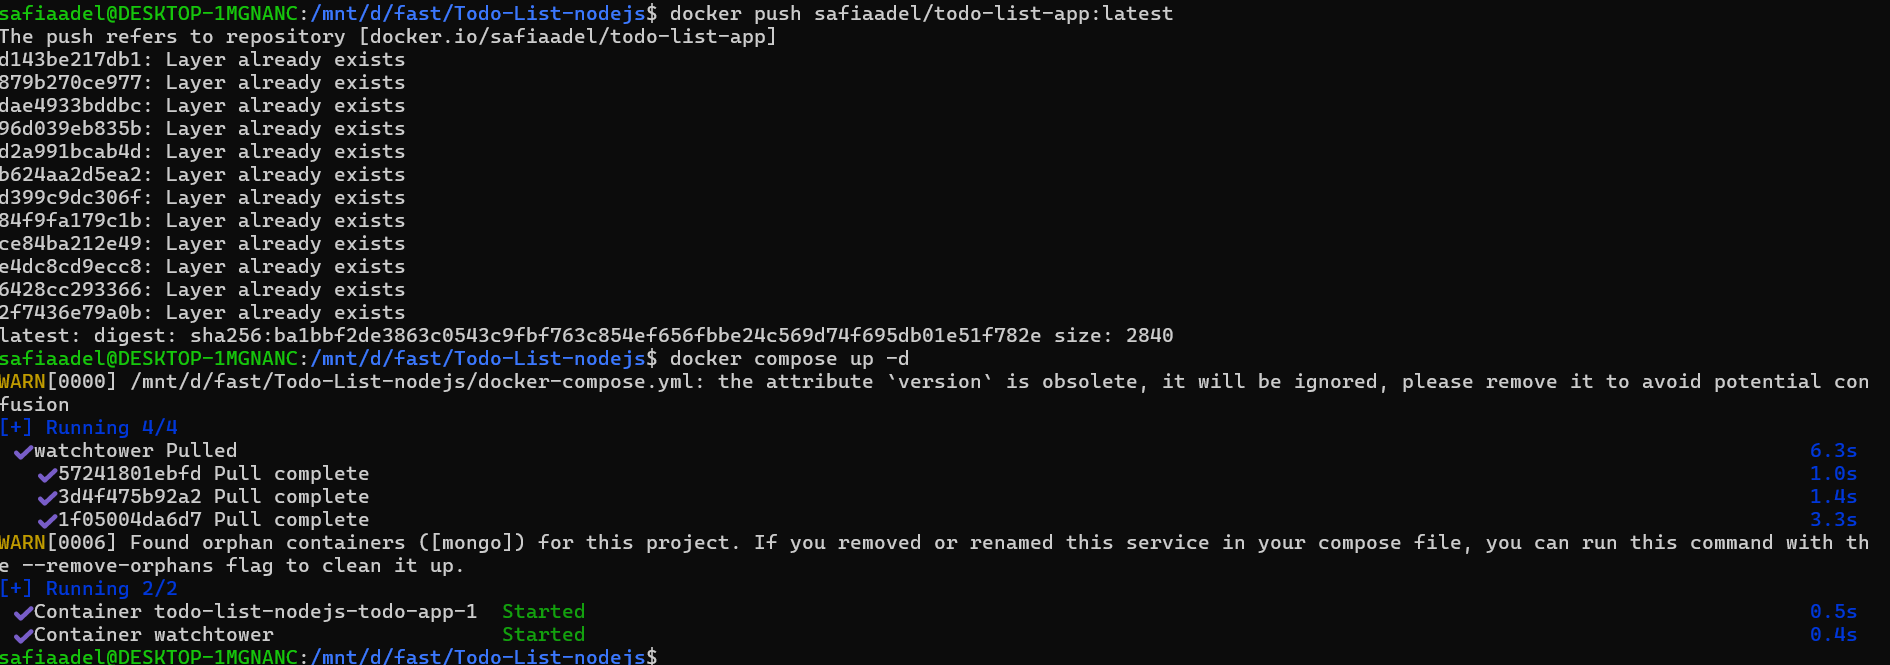 safiaadel@DESKTOP-1MGNANC:/mnt/d/fast/Todo-List-nodejs$ docker push safiaadel/todo-list-app:latest
The push refers to repository [docker.io/safiaadel/todo-list-app]
d143be217db1: Layer already exists
879b270ce977: Layer already exists
dae4933bddbc: Layer already exists
96d039eb835b: Layer already exists
d2a991bcab4d: Layer already exists
b624aa2d5ea2: Layer already exists
d399c9dc306f: Layer already exists
84f9fa179c1b: Layer already exists
ce84ba212e49: Layer already exists
e4dc8cd9ecc8: Layer already exists
6428cc293366: Layer already exists
2f7436e79a0b: Layer already exists
latest: digest: sha256:ba1bbf2de3863c0543c9fbf763c854ef656fbbe24c569d74f695db01e51f782e size: 2840
safiaadel@DESKTOP-1MGNANC:/mnt/d/fast/Todo-List-nodejs$ docker compose up -d
WARN[0000] /mnt/d/fast/Todo-List-nodejs/docker-compose.yml: the attribute `version` is obsolete, it will be ignored, please remove it to avoid potential con
fusion
[+] Running 4/4
✔watchtower Pulled 6.3s
✔57241801ebfd Pull complete 1.0s
✔3d4f475b92a2 Pull complete 1.4s
✔1f05004da6d7 Pull complete 3.3s
WARN[0006] Found orphan containers ([mongo]) for this project. If you removed or renamed this service in your compose file, you can run this command with th
e --remove-orphans flag to clean it up.
[+] Running 2/2
✔Container todo-list-nodejs-todo-app-1 Started 0.5s
✔Container watchtower Started 0.4s
safiaadel@DESKTOP-1MGNANC:/mnt/d/fast/Todo-List-nodejs$